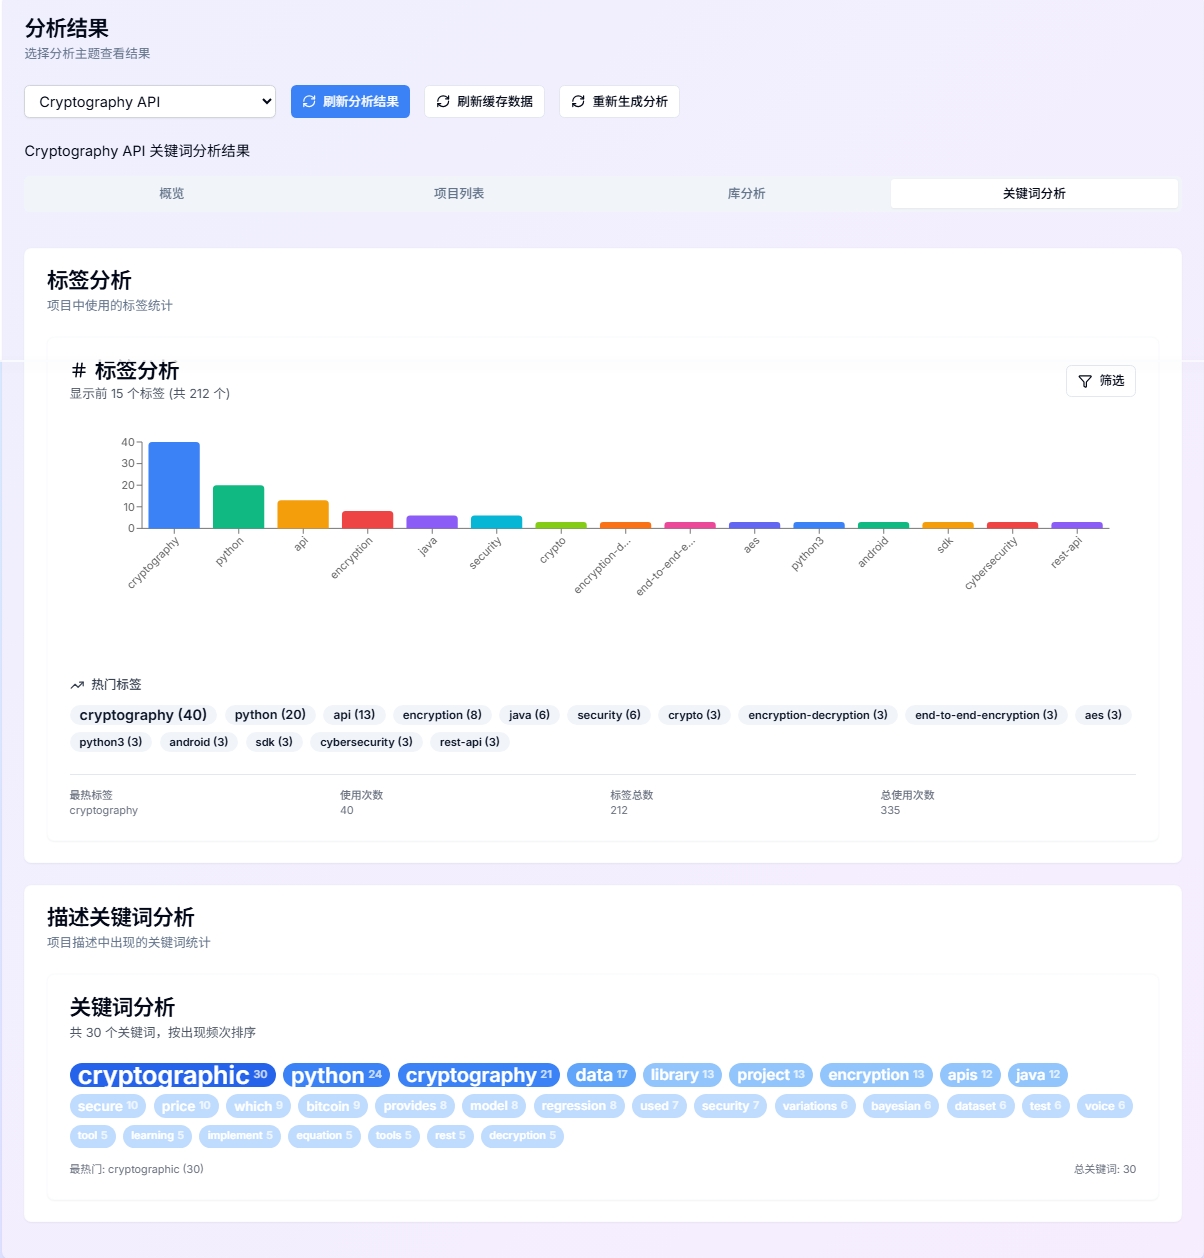 分析结果
选择分析主题查看结果
Cryptography API 刷新分析结果 刷新缓存数据 重新生成分析
Cryptography API 关键词分析结果
概览 项目列表 库分析 关键词分析
标签分析
项目中使用的标签统计
# 标签分析
显示前 15 个标签 (共 212 个)
筛选
40
30
20
10
0
cryptography python api encryption java security crypto encryption-d... end-to-end-e... aes python3 android sdk cybersecurity rest-api
热门标签
cryptography (40) python (20) api (13) encryption (8) java (6) security (6) crypto (3) encryption-decryption (3) end-to-end-encryption (3) aes (3)
python3 (3) android (3) sdk (3) cybersecurity (3) rest-api (3)
最热标签 使用次数 标签总数 总使用次数
cryptography 40 212 335
描述关键词分析
项目描述中出现的关键词统计
关键词分析
共 30 个关键词，按出现频次排序
cryptographic 30 python 24 cryptography 21 data 17 library 13 project 13 encryption 13 apis 12 java 12
secure 10 price 10 which 9 bitcoin 9 provides 8 model 8 regression 8 used 7 security 7 variations 6 bayesian 6 dataset 6 test 6 voice 6
tool 5 learning 5 implement 5 equation 5 tools 5 rest 5 decryption 5
最热门: cryptographic (30) 总关键词: 30